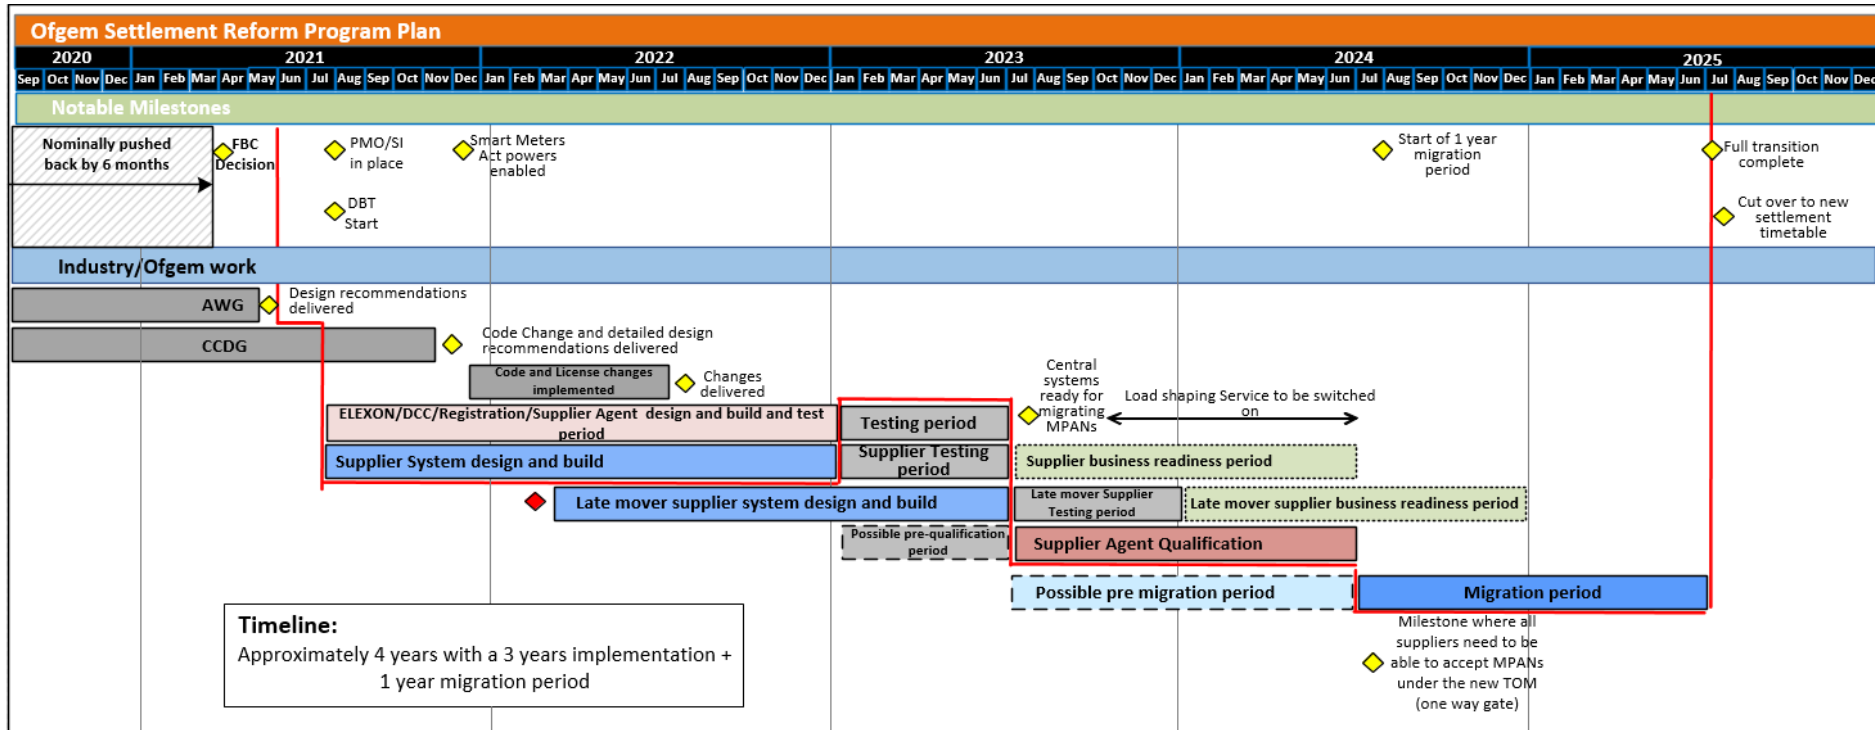 Ofgem Settlement Reform Program Plan
2020 2021 2022 2023 2024 2025
Sep Oct Nov Dec Jan Feb Mar Apr May Jun Jul Aug Sep Oct Nov Dec Jan Feb Mar Apr May Jun Jul Aug Sep Oct Nov Dec Jan Feb Mar Apr May Jun Jul Aug Sep Oct Nov Dec Jan Feb Mar Apr May Jun Jul Aug Sep Oct Nov Dec Jan Feb Mar Apr May Jun Jul Aug Sep Oct Nov Dec
Notable Milestones
Nominally pushed
back by 6 months
FBC
Decision
PMO/SI
in place
Smart Meters
Act powers
enabled
Start of 1 year
migration
period
Full transition
complete
DBT
Start
Cut over to new
settlement
timetable
Industry/Ofgem work
AWG
Design recommendations
delivered
CCDG
Code Change and detailed design
recommendations delivered
Code and License changes
implemented
Changes
delivered
Central
systems
ready for
migrating
MPANs
Load shaping Service to be switched
on
ELEXON/DCC/Registration/Supplier Agent design and build and test
period
Testing period
Supplier System design and build
Supplier Testing
period
Supplier business readiness period
Late mover supplier system design and build
Late mover Supplier
Testing period
Late mover supplier business readiness period
Possible pre-qualification
period
Supplier Agent Qualification
Possible pre migration period
Migration period
Timeline:
Approximately 4 years with a 3 years implementation +
1 year migration period
Milestone where all
suppliers need to be
able to accept MPANs
under the new TOM
(one way gate)